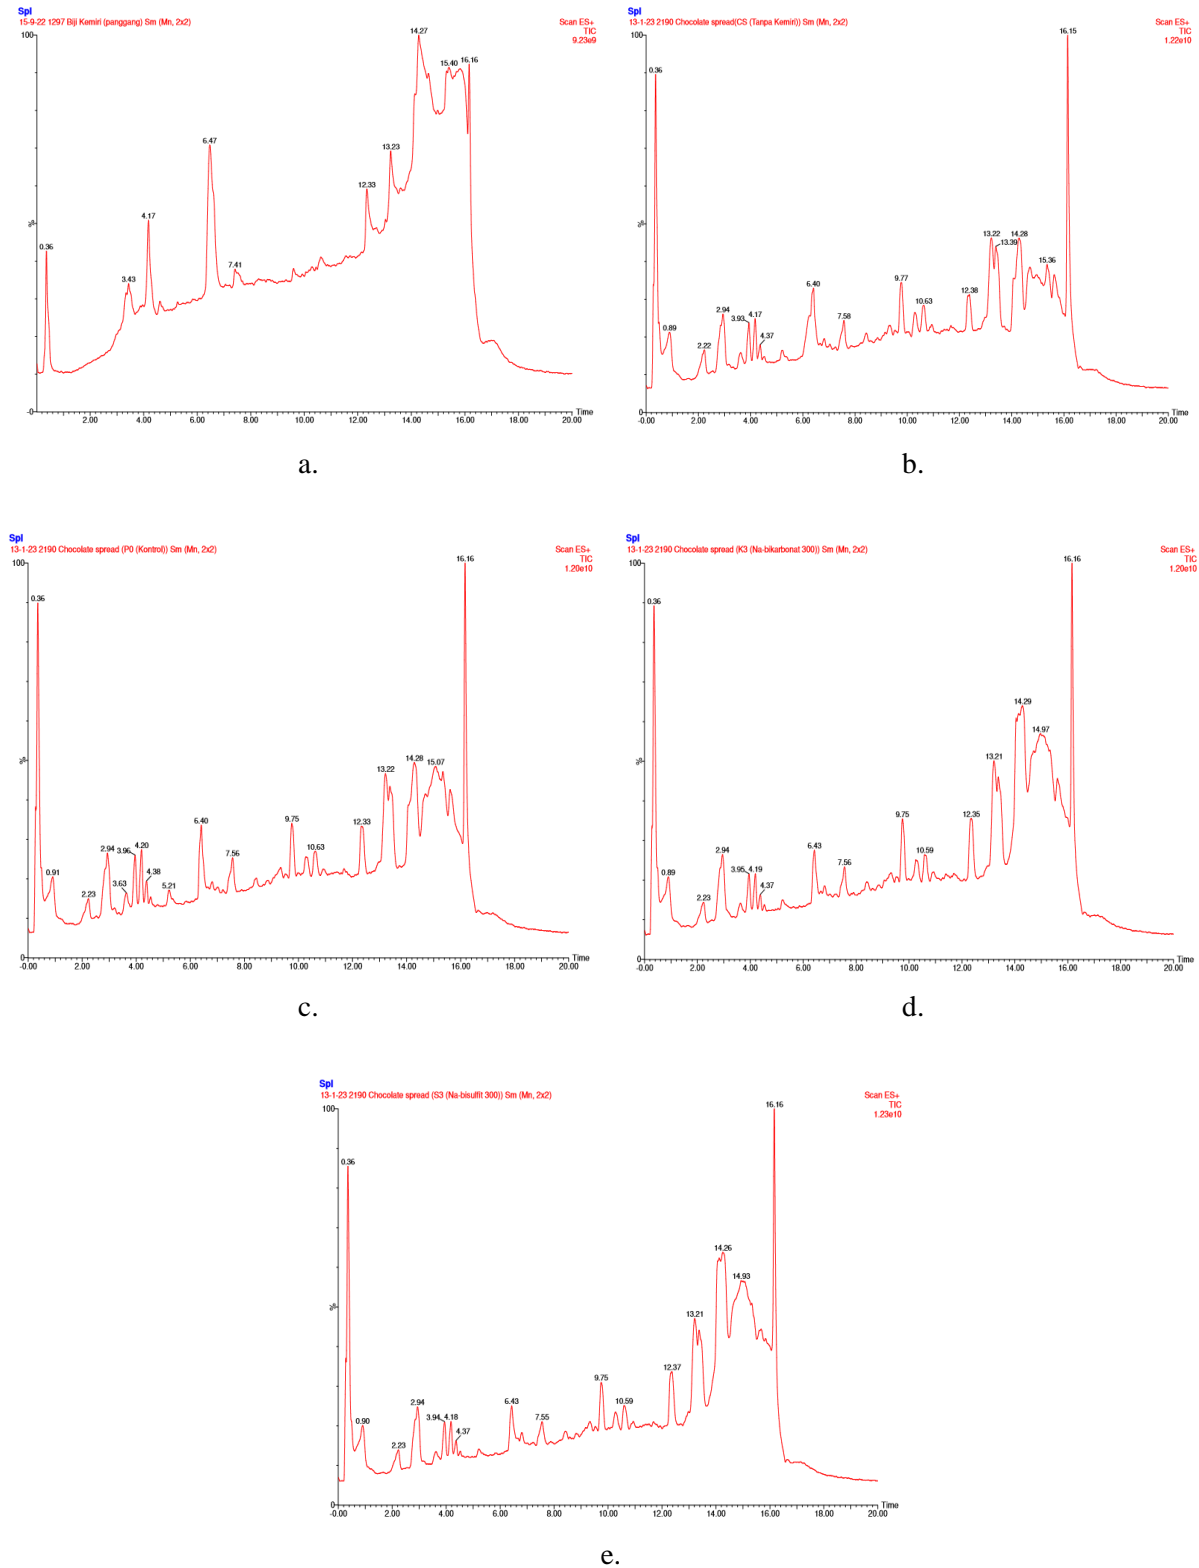 Spl
15-9-22 1297 Biji Kemiri (panggang) Sm (Mn, 2x2)
Scan ES+
TIC
9.23e9
100
%
0
0.36
3.43
4.17
6.47
7.41
12.33
13.23
14.27
15.40
16.16
2.00 4.00 6.00 8.00 10.00 12.00 14.00 16.00 18.00 20.00
Time
a.
Spl
13-1-23 2190 Chocolate spread(CS (Tanpa Kemiri)) Sm (Mn, 2x2)
Scan ES+
TIC
1.22e10
100
%
0
0.36
0.89
2.22
2.94
3.93
4.17
4.37
6.40
7.58
9.77
10.63
12.38
13.22
13.39
14.28
15.36
16.15
-0.00 2.00 4.00 6.00 8.00 10.00 12.00 14.00 16.00 18.00 20.00
Time
b.
Spl
13-1-23 2190 Chocolate spread (P0 (Kontrol)) Sm (Mn, 2x2)
Scan ES+
TIC
1.20e10
100
%
0
0.36
0.91
2.23
2.94
3.63
3.96
4.20
4.38
5.21
6.40
7.56
9.75
10.63
12.33
13.22
14.28
15.07
16.16
-0.00 2.00 4.00 6.00 8.00 10.00 12.00 14.00 16.00 18.00 20.00
Time
c.
Spl
13-1-23 2190 Chocolate spread (K3 (Na-bikarbonat 300)) Sm (Mn, 2x2)
Scan ES+
TIC
1.20e10
100
%
0
0.36
0.89
2.23
2.94
3.95
4.19
4.37
6.43
7.56
9.75
10.59
12.35
13.21
14.29
14.97
16.16
-0.00 2.00 4.00 6.00 8.00 10.00 12.00 14.00 16.00 18.00 20.00
Time
d.
Spl
13-1-23 2190 Chocolate spread (S3 (Na-bisulfit 300)) Sm (Mn, 2x2)
Scan ES+
TIC
1.23e10
100
%
0
0.36
0.90
2.23
2.94
3.94
4.18
4.37
6.43
7.55
9.75
10.59
12.37
13.21
14.26
14.93
16.16
-0.00 2.00 4.00 6.00 8.00 10.00 12.00 14.00 16.00 18.00 20.00
Time
e.